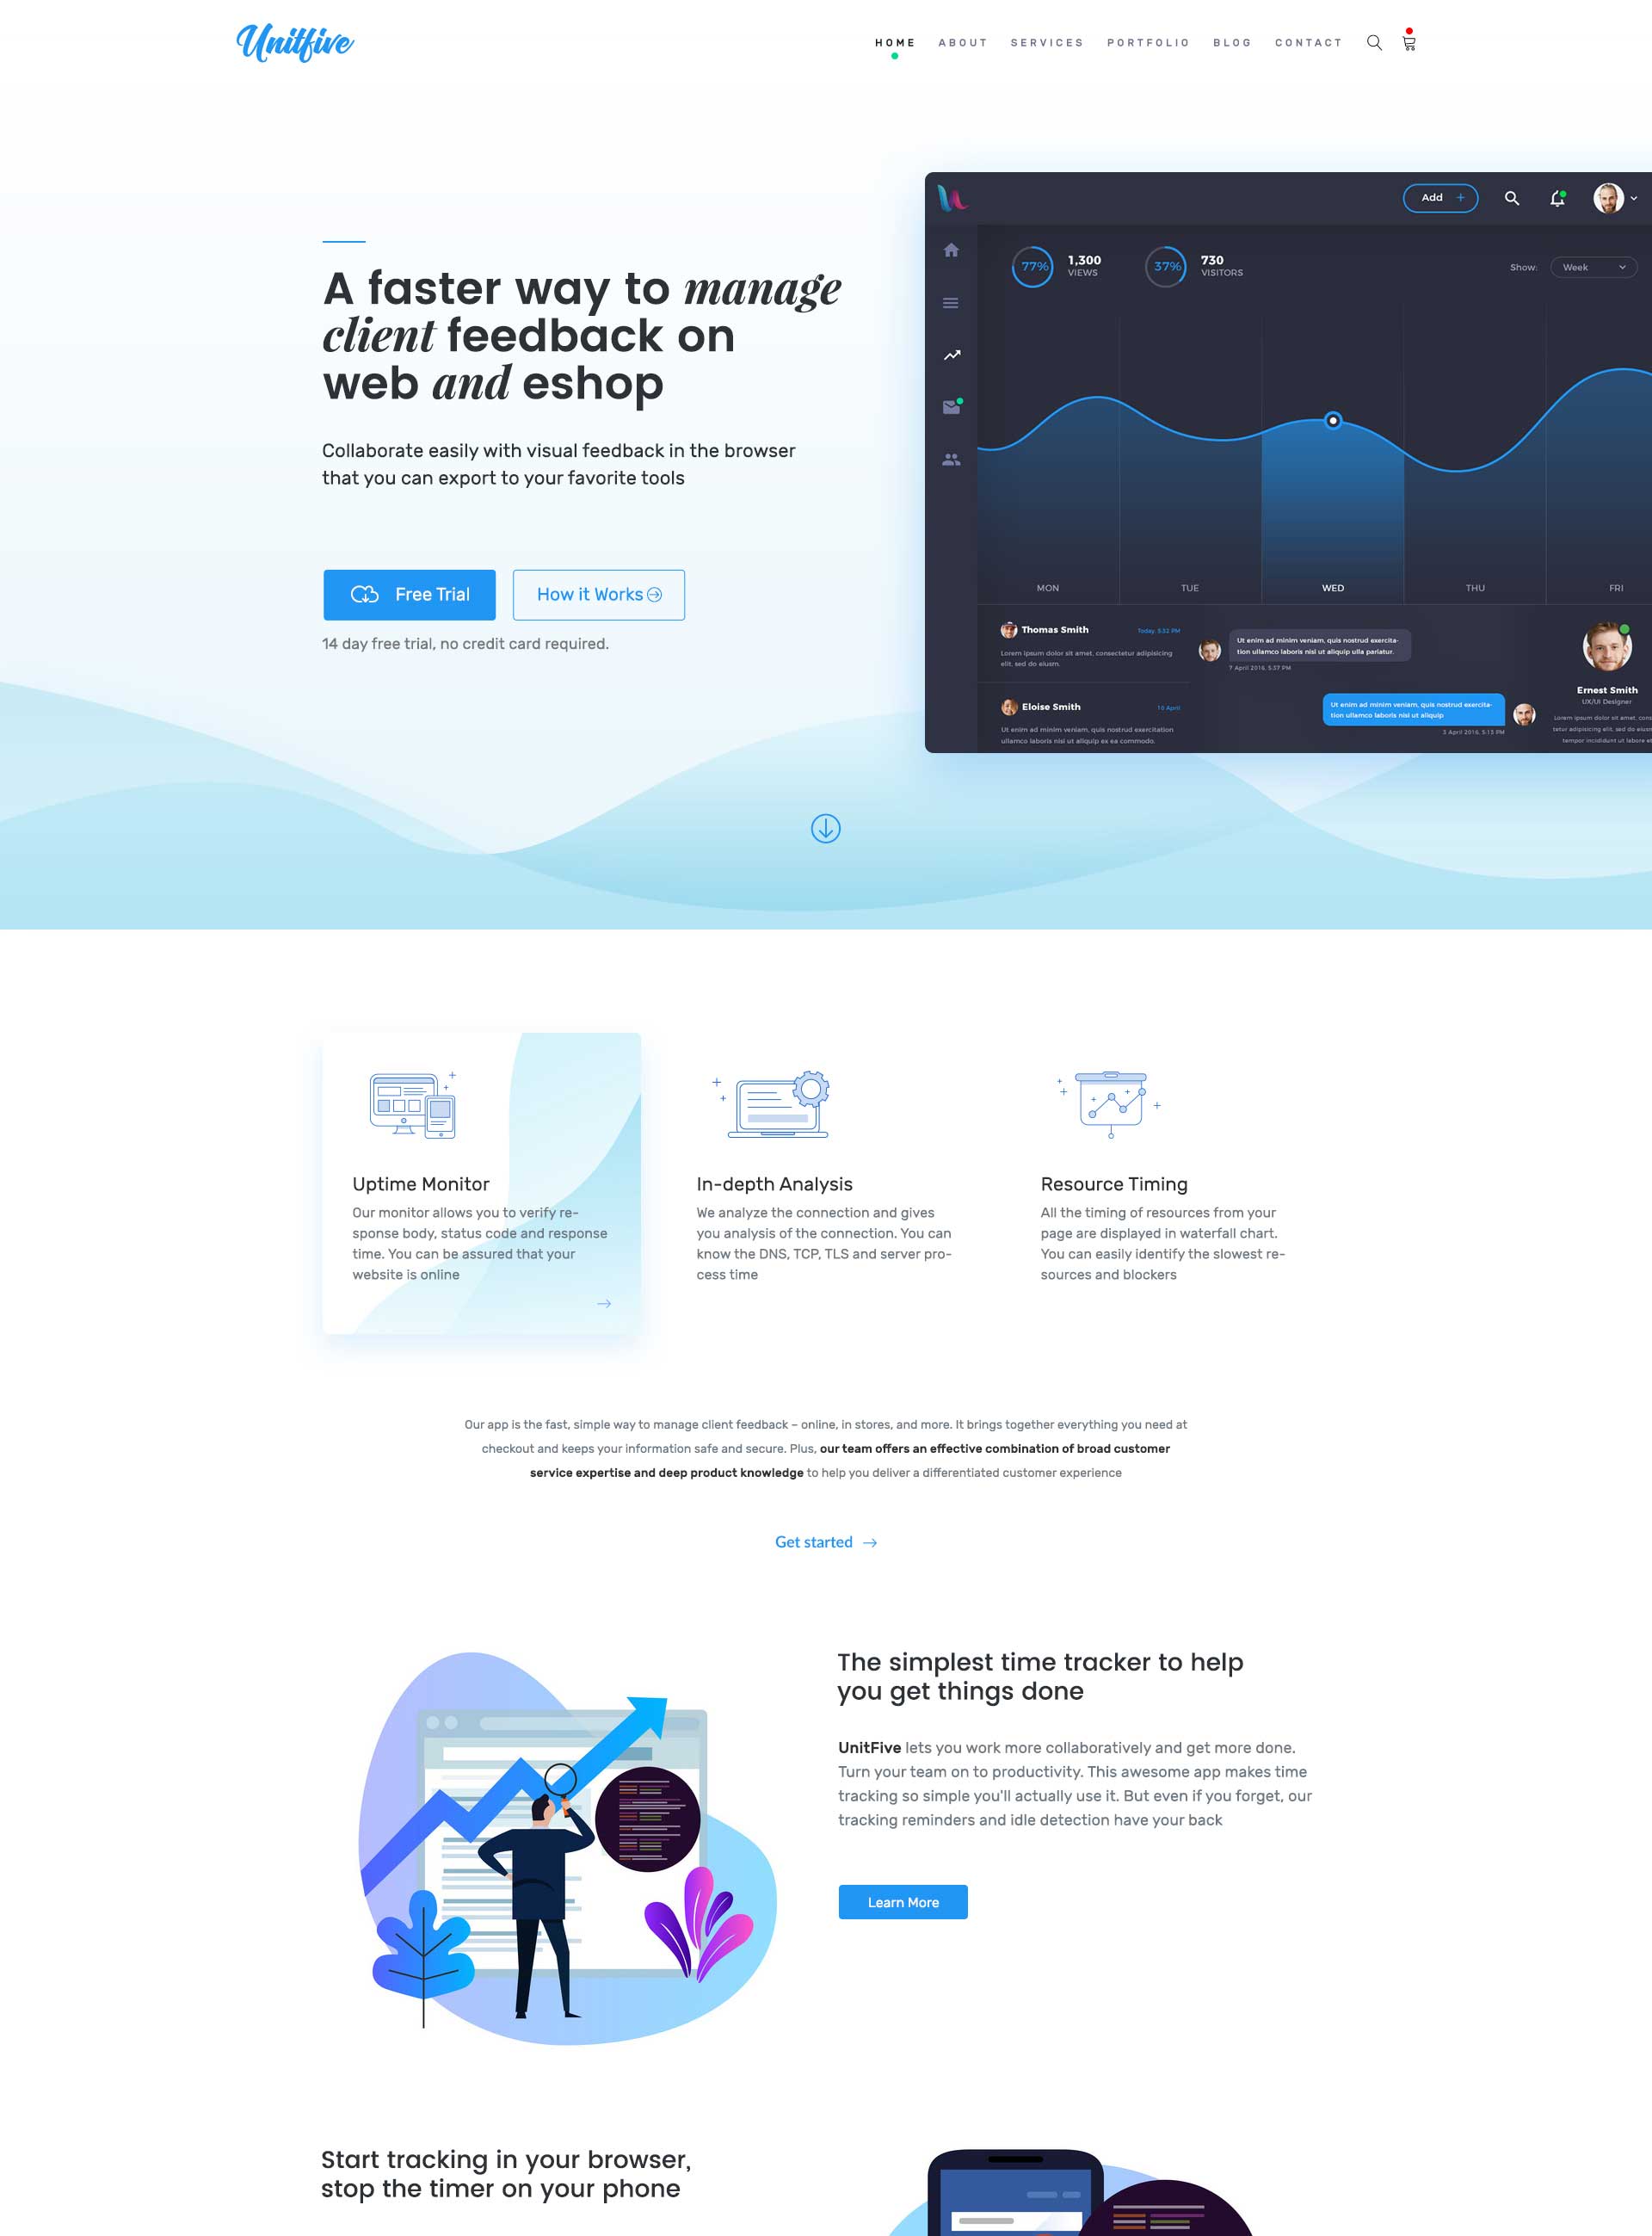 Unitfive
HOME ABOUT SERVICES PORTFOLIO BLOG CONTACT
A faster way to manage
client feedback on
web and eshop
Collaborate easily with visual feedback in the browser
that you can export to your favorite tools
Free Trial
How it Works
14 day free trial, no credit card required.
Add +
77%
1,300
VIEWS
37%
730
VISITORS
Show:
Week
MON TUE WED THU FRI
Thomas Smith
Today, 5:32 PM
Lorem ipsum dolor sit amet, consectetur adipisicing
elit, sed do eiusm.
Eloise Smith
10 April
Ut enim ad minim veniam, quis nostrud exercitation
ullamco laboris nisi ut aliquip ex ea commodo.
Ut enim ad minim veniam, quis nostrud exercita-
tion ullamco laboris nisi ut aliquip ulla pariatur.
7 April 2016, 5:37 PM
Ut enim ad minim veniam, quis nostrud exercita-
tion ullamco laboris nisi ut aliquip
3 April 2016, 5:13 PM
Ernest Smith
UX/UI Designer
Lorem ipsum dolor sit amet, cons
tetur adipisicing elit, sed do eiusm
tempor incididunt ut labore et
Uptime Monitor
Our monitor allows you to verify re-
sponse body, status code and response
time. You can be assured that your
website is online
In-depth Analysis
We analyze the connection and gives
you analysis of the connection. You can
know the DNS, TCP, TLS and server pro-
cess time
Resource Timing
All the timing of resources from your
page are displayed in waterfall chart.
You can easily identify the slowest re-
sources and blockers
Our app is the fast, simple way to manage client feedback – online, in stores, and more. It brings together everything you need at
checkout and keeps your information safe and secure. Plus, our team offers an effective combination of broad customer
service expertise and deep product knowledge to help you deliver a differentiated customer experience
Get started
The simplest time tracker to help
you get things done
UnitFive lets you work more collaboratively and get more done.
Turn your team on to productivity. This awesome app makes time
tracking so simple you'll actually use it. But even if you forget, our
tracking reminders and idle detection have your back
Learn More
Start tracking in your browser,
stop the timer on your phone